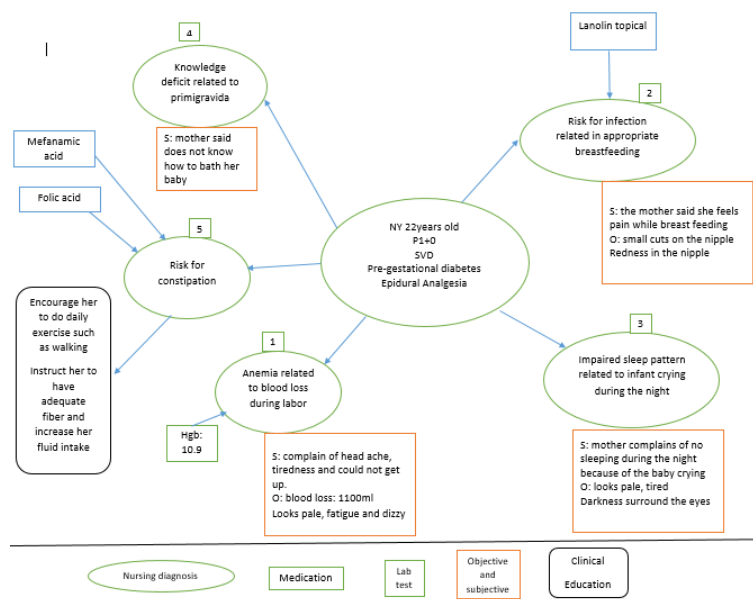 4
Knowledge
deficit related to
primigravida
S: mother said
does not know
how to bath her
baby
Lanolin topical
2
Risk for infection
related in appropriate
breastfeeding
S: the mother said she feels
pain while breast feeding
O: small cuts on the nipple
Redness in the nipple
Mefanamic
acid
Folic acid
5
Risk for
constipation
NY 22years old
P1+0
SVD
Pre-gestational diabetes
Epidural Analgesia
Encourage her
to do daily
exercise such
as walking
Instruct her to
have
adequate
fiber and
increase her
fluid intake
1
Anemia related
to blood loss
during labor
Hgb:
10.9
S: complain of head ache,
tiredness and could not get
up.
O: blood loss: 1100ml
Looks pale, fatigue and dizzy
3
Impaired sleep pattern
related to infant crying
during the night
S: mother complains of no
sleeping during the night
because of the baby crying
O: looks pale, tired
Darkness surround the eyes
Nursing diagnosis
Medication
Lab
test
Objective
and
subjective
Clinical
Education